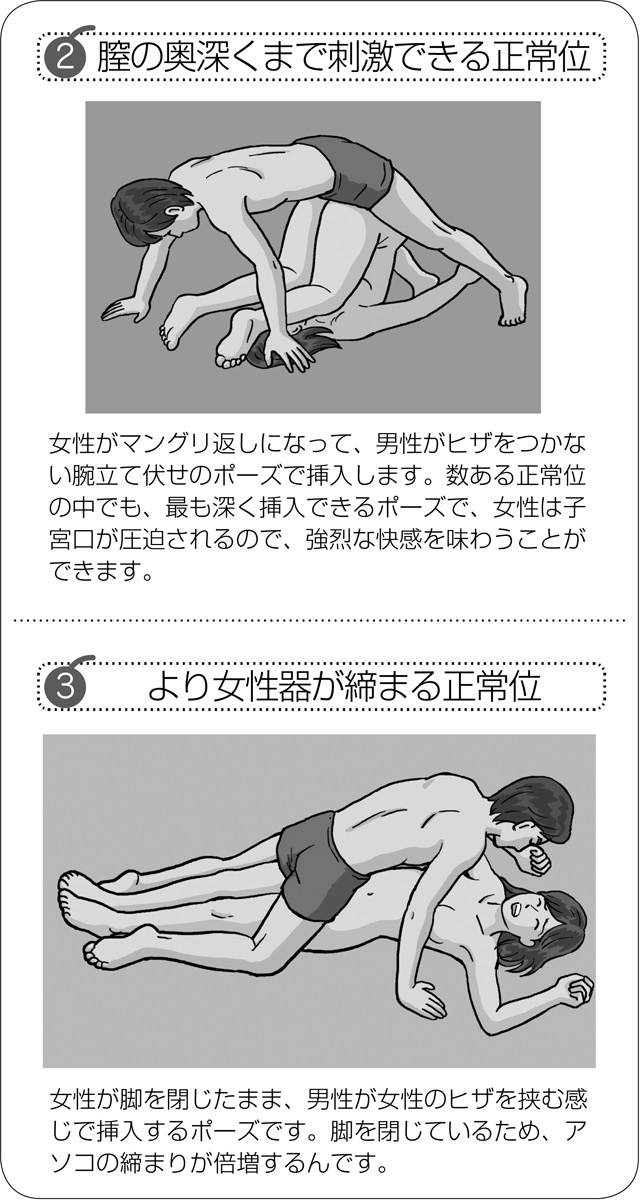 2 膣の奥深くまで刺激できる正常位
女性がマングリ返しになって、男性がヒザをつかな
い腕立て伏せのポーズで挿入します。数ある正常位
の中でも、最も深く挿入できるポーズで、女性は子
宮口が圧迫されるので、強烈な快感を味わうことが
できます。
3 より女性器が締まる正常位
女性が脚を閉じたまま、男性が女性のヒザを挟む感
じで挿入するポーズです。脚を閉じているため、ア
ソコの締まりが倍増するんです。